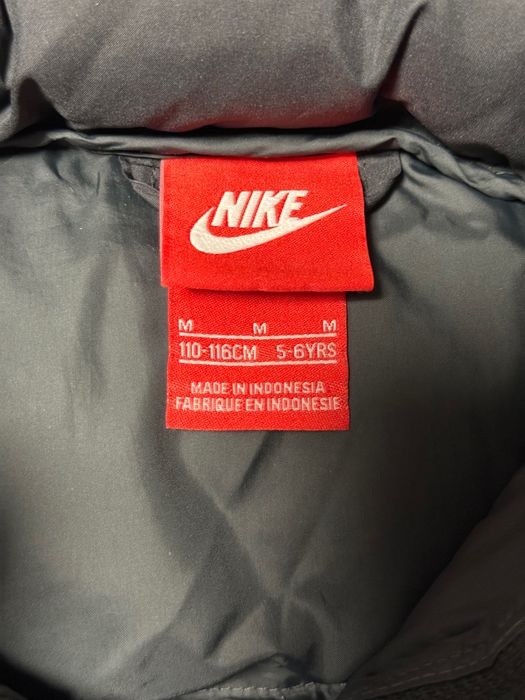 NIKE
M M M
110-116CM 5-6YRS
MADE IN INDONESIA
FABRIQUE EN INDONESIE